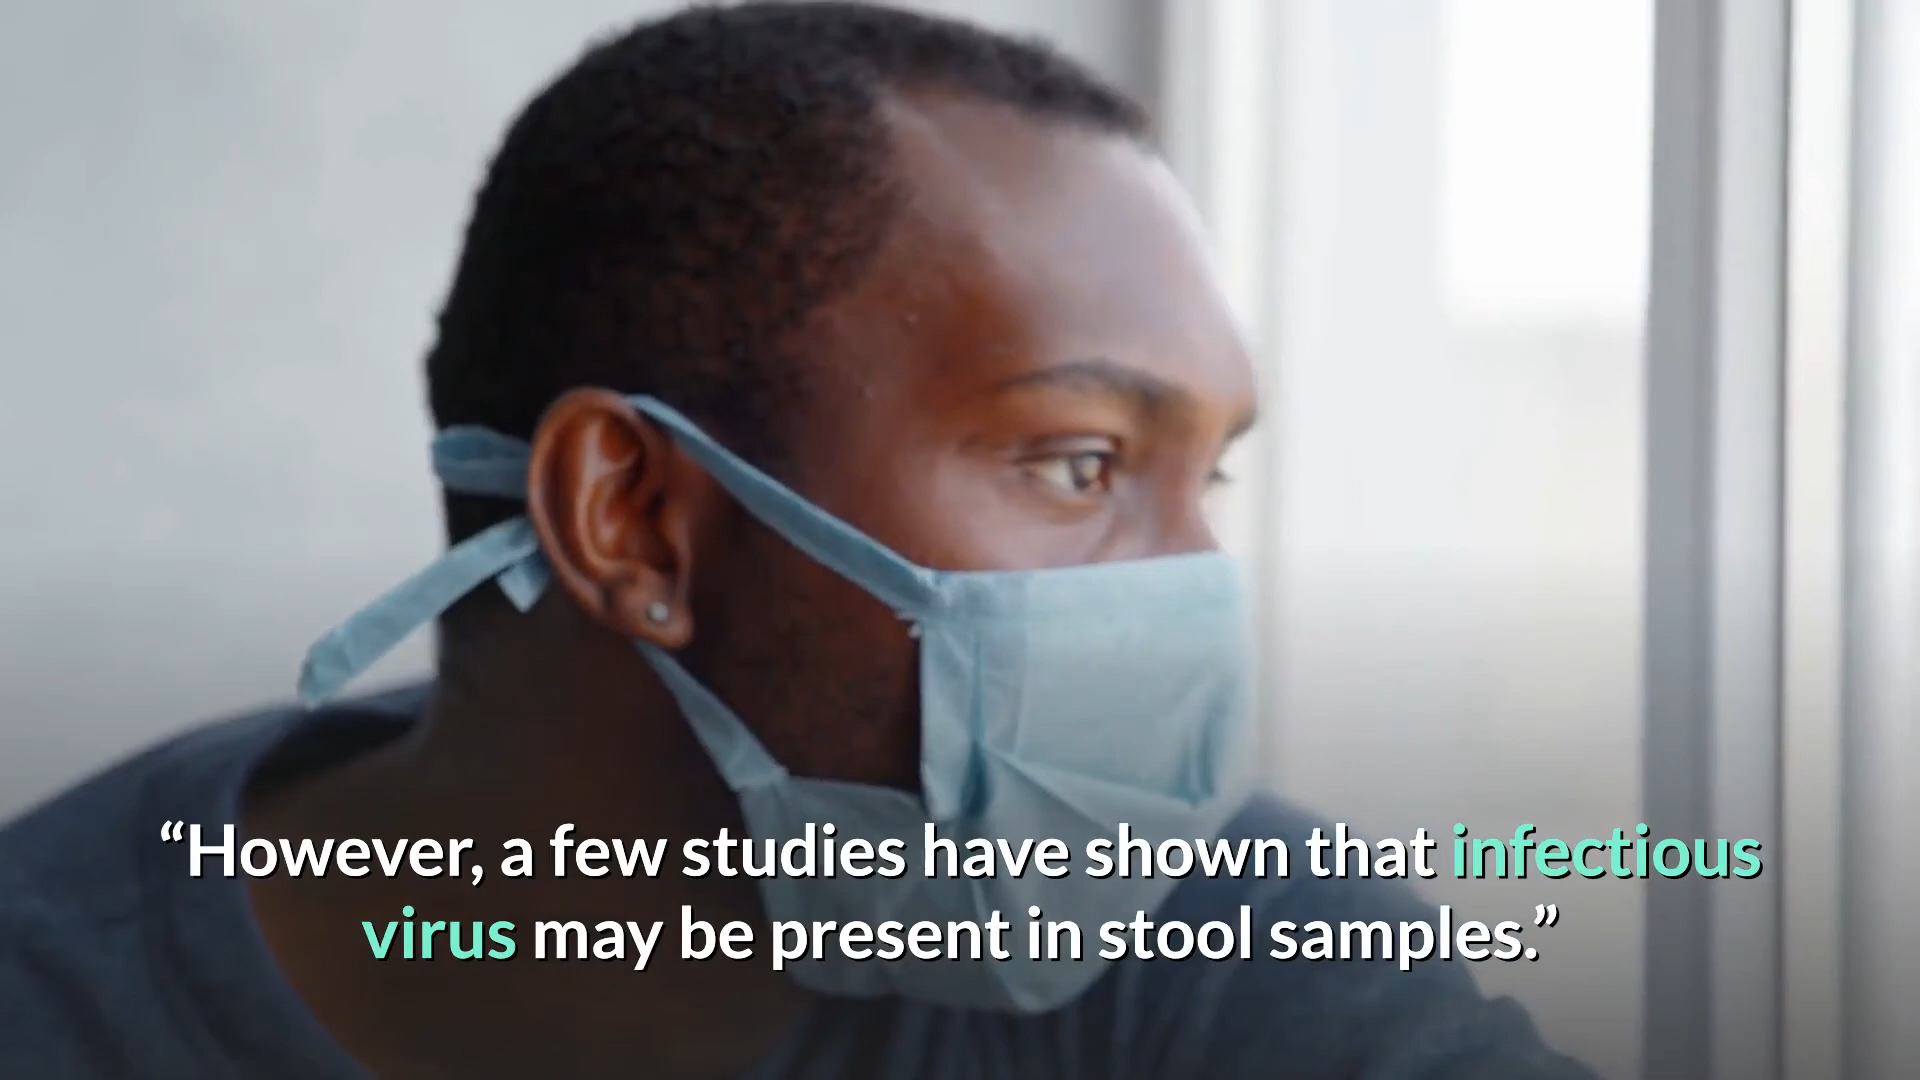 “However, a few studies have shown that infectious
virus may be present in stool samples.”